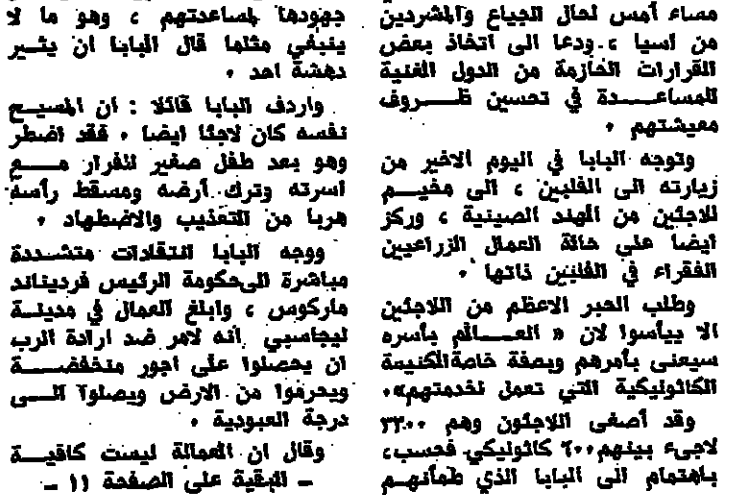 مساء أمس لحال الجياع والمشردين
من اسيا ، ودعا الى اتخاذ بعض
القرارات الحازمة من الدول الغنية
للمساعدة في تحسين ظروف
معيشتهم .
وتوجه البابا في اليوم الاخير من
زيارته الى الفلبين ، الى مخيم
للاجئين من الهند الصينية ، وركز
ايضا على حالة العمال الزراعيين
الفقراء في الفلبين ذاتها .
وطلب الحبر الاعظم من اللاجئين
الا ييأسوا لان « العالم بأسره
سيعنى بأمرهم وبصفة خاصة الكنيسة
الكاثوليكية التي تعمل لخدمتهم».
وقد أصغى اللاجئون وهم ٣٣٠٠
لاجىء بينهم ٦٠٠ كاثوليكي فحسب،
باهتمام الى البابا الذي طمأنهم
جهودها لمساعدتهم ، وهو ما لا
ينبغي مثلما قال البابا ان يثير
دهشة احد .
واردف البابا قائلا : ان المسيح
نفسه كان لاجئا ايضا . فقد اضطر
وهو بعد طفل صغير للفرار مع
اسرته وترك أرضه ومسقط رأسه
هربا من التعذيب والاضطهاد .
ووجه البابا انتقادات متشددة
مباشرة الى حكومة الرئيس فرديناند
ماركوس ، وابلغ العمال في مدينة
ليجاسبي انه لامر ضد ارادة الرب
ان يحصلوا على اجور منخفضة
ويحرموا من الارض ويصلوا الى
درجة العبودية .
وقال ان العمالة ليست كافية
ـ البقية على الصفحة ١١ ـ